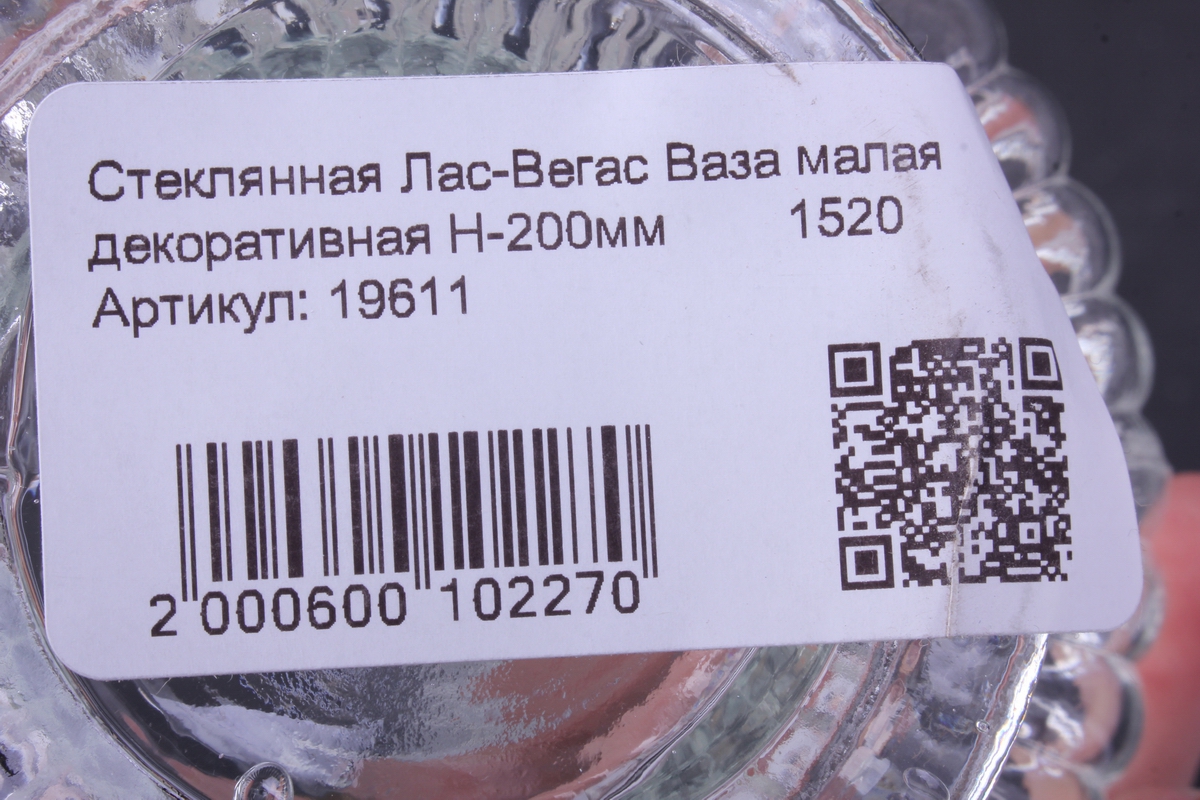 Стеклянная Лас-Вегас Ваза малая
декоративная Н-200мм 1520
Артикул: 19611
2 000600 102270